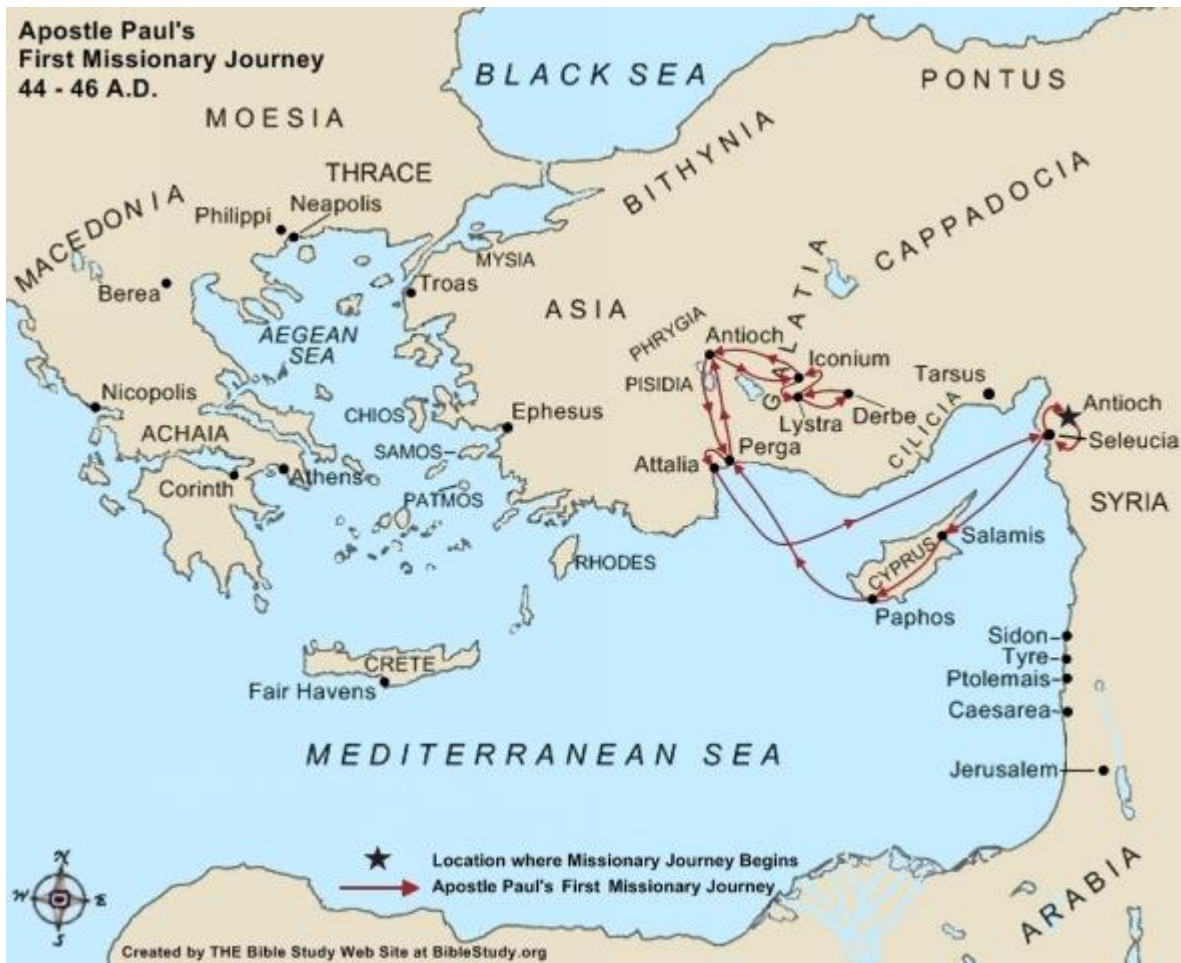 Apostle Paul's
First Missionary Journey
44 - 46 A.D.
BLACK SEA
PONTUS
MOESIA
THRACE
BITHYNIA
CAPPADOCIA
MACEDONIA
Philippi
Neapolis
MYSIA
Berea
Troas
ASIA
GALATIA
AEGEAN
SEA
PHRYGIA
Antioch
Iconium
PISIDIA
Tarsus
Nicopolis
CHIOS
Ephesus
Lystra
Derbe
CILICIA
Antioch
Seleucia
ACHAIA
SAMOS
Attalia
Perga
Corinth
Athens
PATMOS
SYRIA
RHODES
Salamis
CYPRUS
Paphos
Sidon
Tyre
Ptolemais
Caesarea
CRETE
Fair Havens
MEDITERRANEAN SEA
Jerusalem
ARABIA
Location where Missionary Journey Begins
Apostle Paul's First Missionary Journey
N
W
E
S
Created by THE Bible Study Web Site at BibleStudy.org